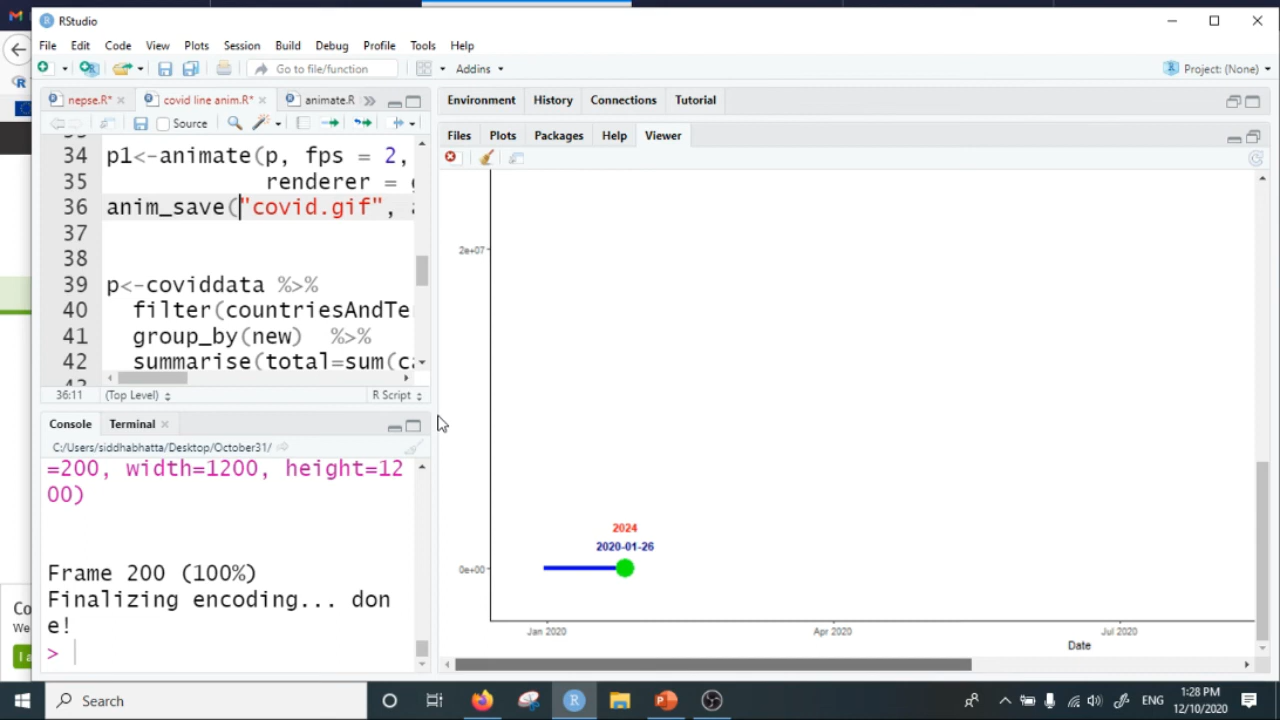 RStudio
File Edit Code View Plots Session Build Debug Profile Tools Help
Go to file/function
Addins
Project: (None)
nepse.R*
covid line anim.R*
animate.R
Source
34 p1<-animate(p, fps = 2,
35 renderer =
36 anim_save("covid.gif",
37
38
39 p<-coviddata %>%
40 filter(countriesAndTe
41 group_by(new) %>%
42 summarise(total=sum(ca
36:11 (Top Level) R Script
Console Terminal
C:/Users/siddhabhatta/Desktop/October31/
=200, width=1200, height=12
00)
Frame 200 (100%)
Finalizing encoding... don
e!
>
Environment History Connections Tutorial
Files Plots Packages Help Viewer
2e+07
2024
2020-01-26
0e+00
Jan 2020 Apr 2020 Jul 2020
Date
Co
We
Search
ENG
1:28 PM
12/10/2020